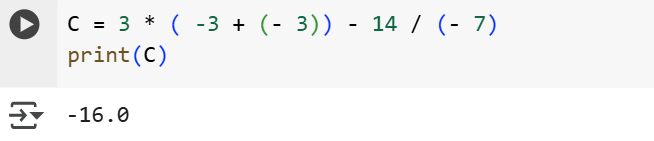 C = 3 * ( -3 + (- 3)) - 14 / (- 7)
print(C)
-16.0